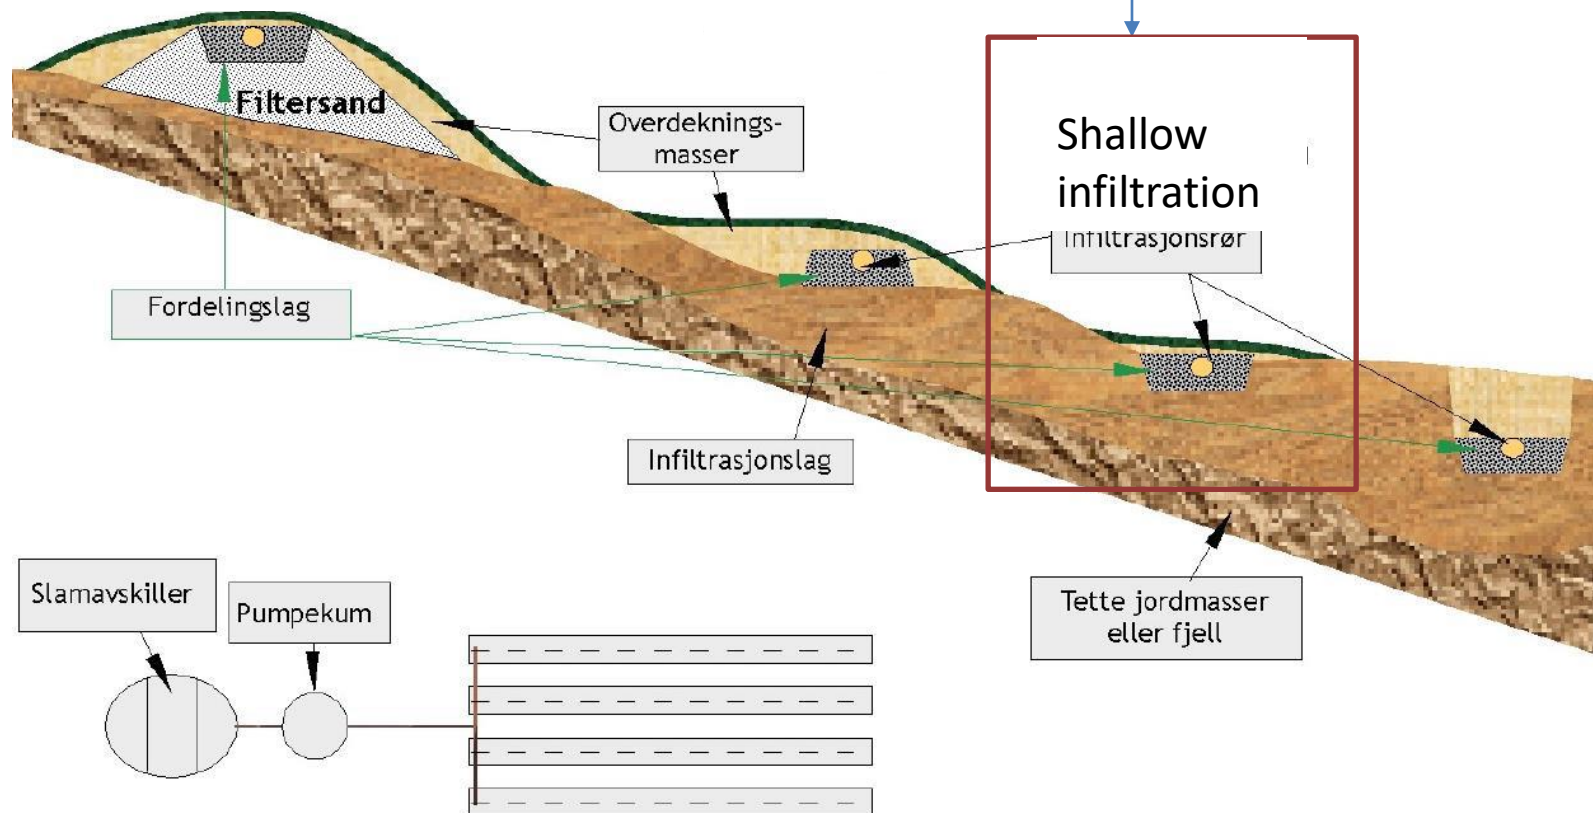 Filtersand
Overdeknings-
masser
Shallow
infiltration
Infiltrasjonsrør
Fordelingslag
Infiltrasjonslag
Slamavskiller
Pumpekum
Tette jordmasser
eller fjell